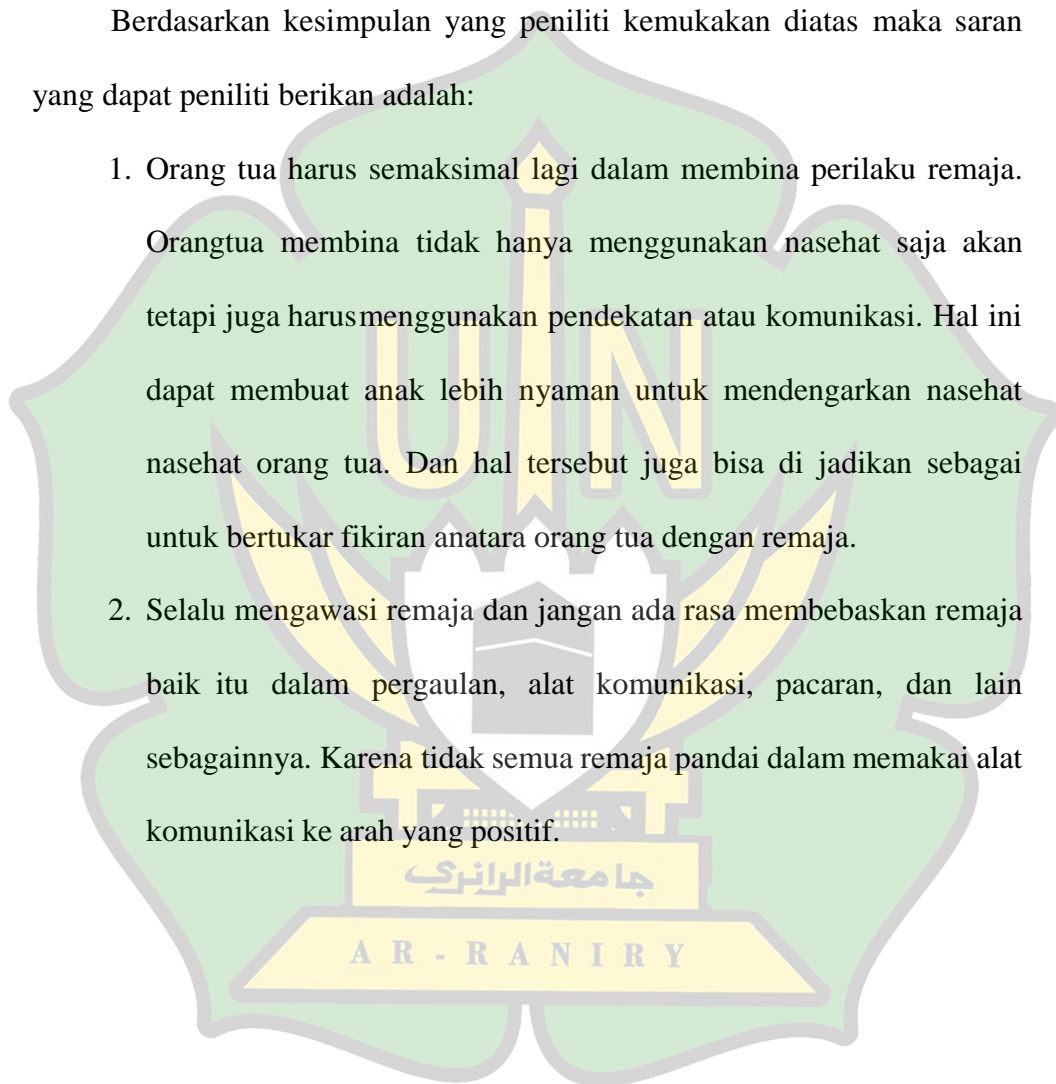 Berdasarkan kesimpulan yang peniliti kemukakan diatas maka saran
yang dapat peniliti berikan adalah:
1. Orang tua harus semaksimal lagi dalam membina perilaku remaja.
Orangtua membina tidak hanya menggunakan nasehat saja akan
tetapi juga harusmenggunakan pendekatan atau komunikasi. Hal ini
dapat membuat anak lebih nyaman untuk mendengarkan nasehat
nasehat orang tua. Dan hal tersebut juga bisa di jadikan sebagai
untuk bertukar fikiran anatara orang tua dengan remaja.
2. Selalu mengawasi remaja dan jangan ada rasa membebaskan remaja
baik itu dalam pergaulan, alat komunikasi, pacaran, dan lain
sebagainnya. Karena tidak semua remaja pandai dalam memakai alat
komunikasi ke arah yang positif.
UIN
جامعة الرانري
AR-RANIRY